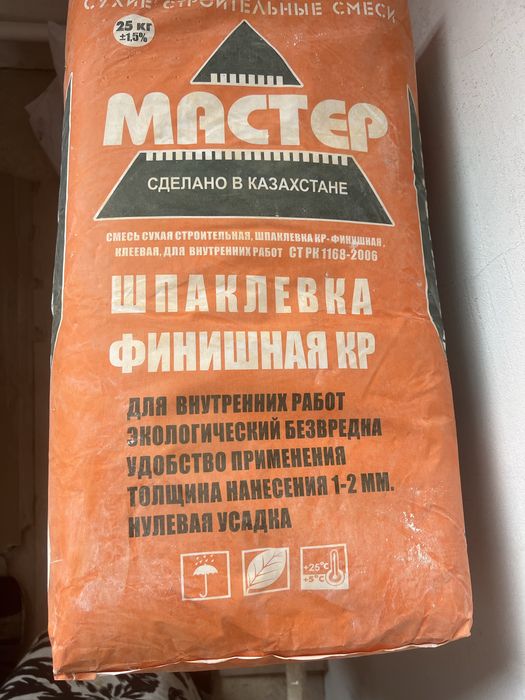 СУХИЕ СТРОИТЕЛЬНЫЕ СМЕСИ
25 КГ
±1,5%
МАСТЕР
СДЕЛАНО В КАЗАХСТАНЕ
СМЕСЬ СУХАЯ СТРОИТЕЛЬНАЯ, ШПАКЛЕВКА КР-ФИНИШНАЯ,
КЛЕЕВАЯ, ДЛЯ ВНУТРЕННИХ РАБОТ СТ РК 1168-2006
ШПАКЛЕВКА
ФИНИШНАЯ КР
ДЛЯ ВНУТРЕННИХ РАБОТ
ЭКОЛОГИЧЕСКИЙ БЕЗВРЕДНА
УДОБСТВО ПРИМЕНЕНИЯ
ТОЛЩИНА НАНЕСЕНИЯ 1-2 ММ.
НУЛЕВАЯ УСАДКА
+25°C
+5°C